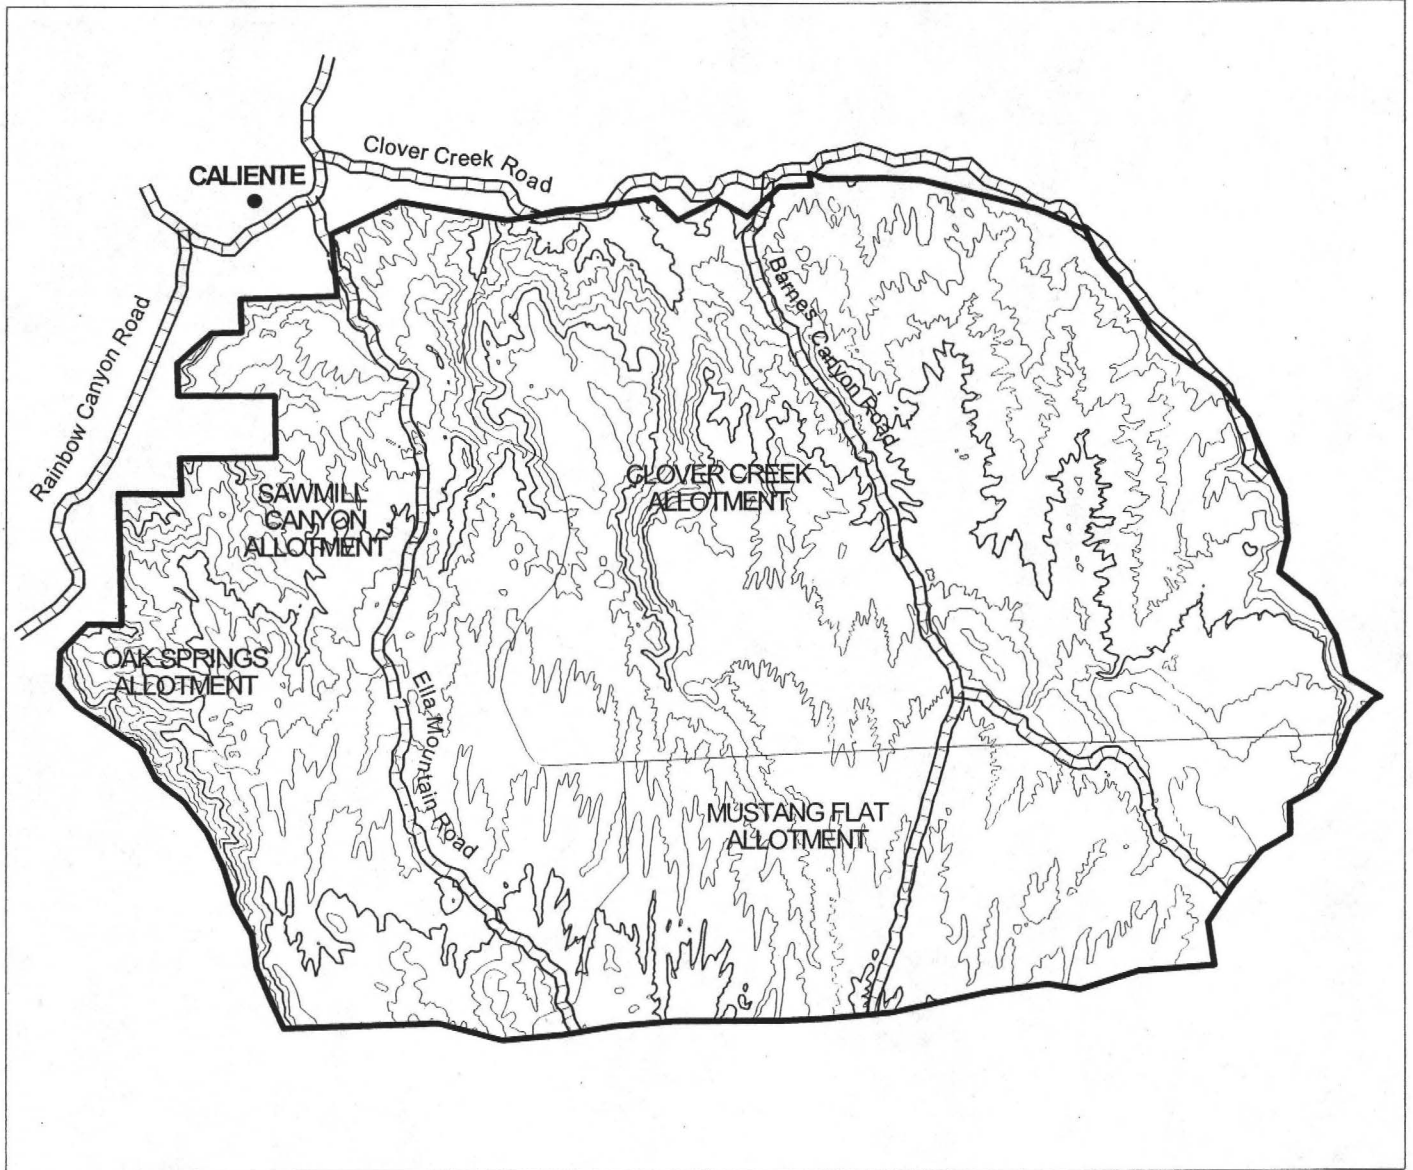 Clover Creek Road
CALIENTE
Rainbow Canyon Road
Barnes Canyon Road
CLOVER CREEK
ALLOTMENT
SAWMILL
CANYON
ALLOTMENT
OAK SPRINGS
ALLOTMENT
Ella Mountain Road
MUSTANG FLAT
ALLOTMENT